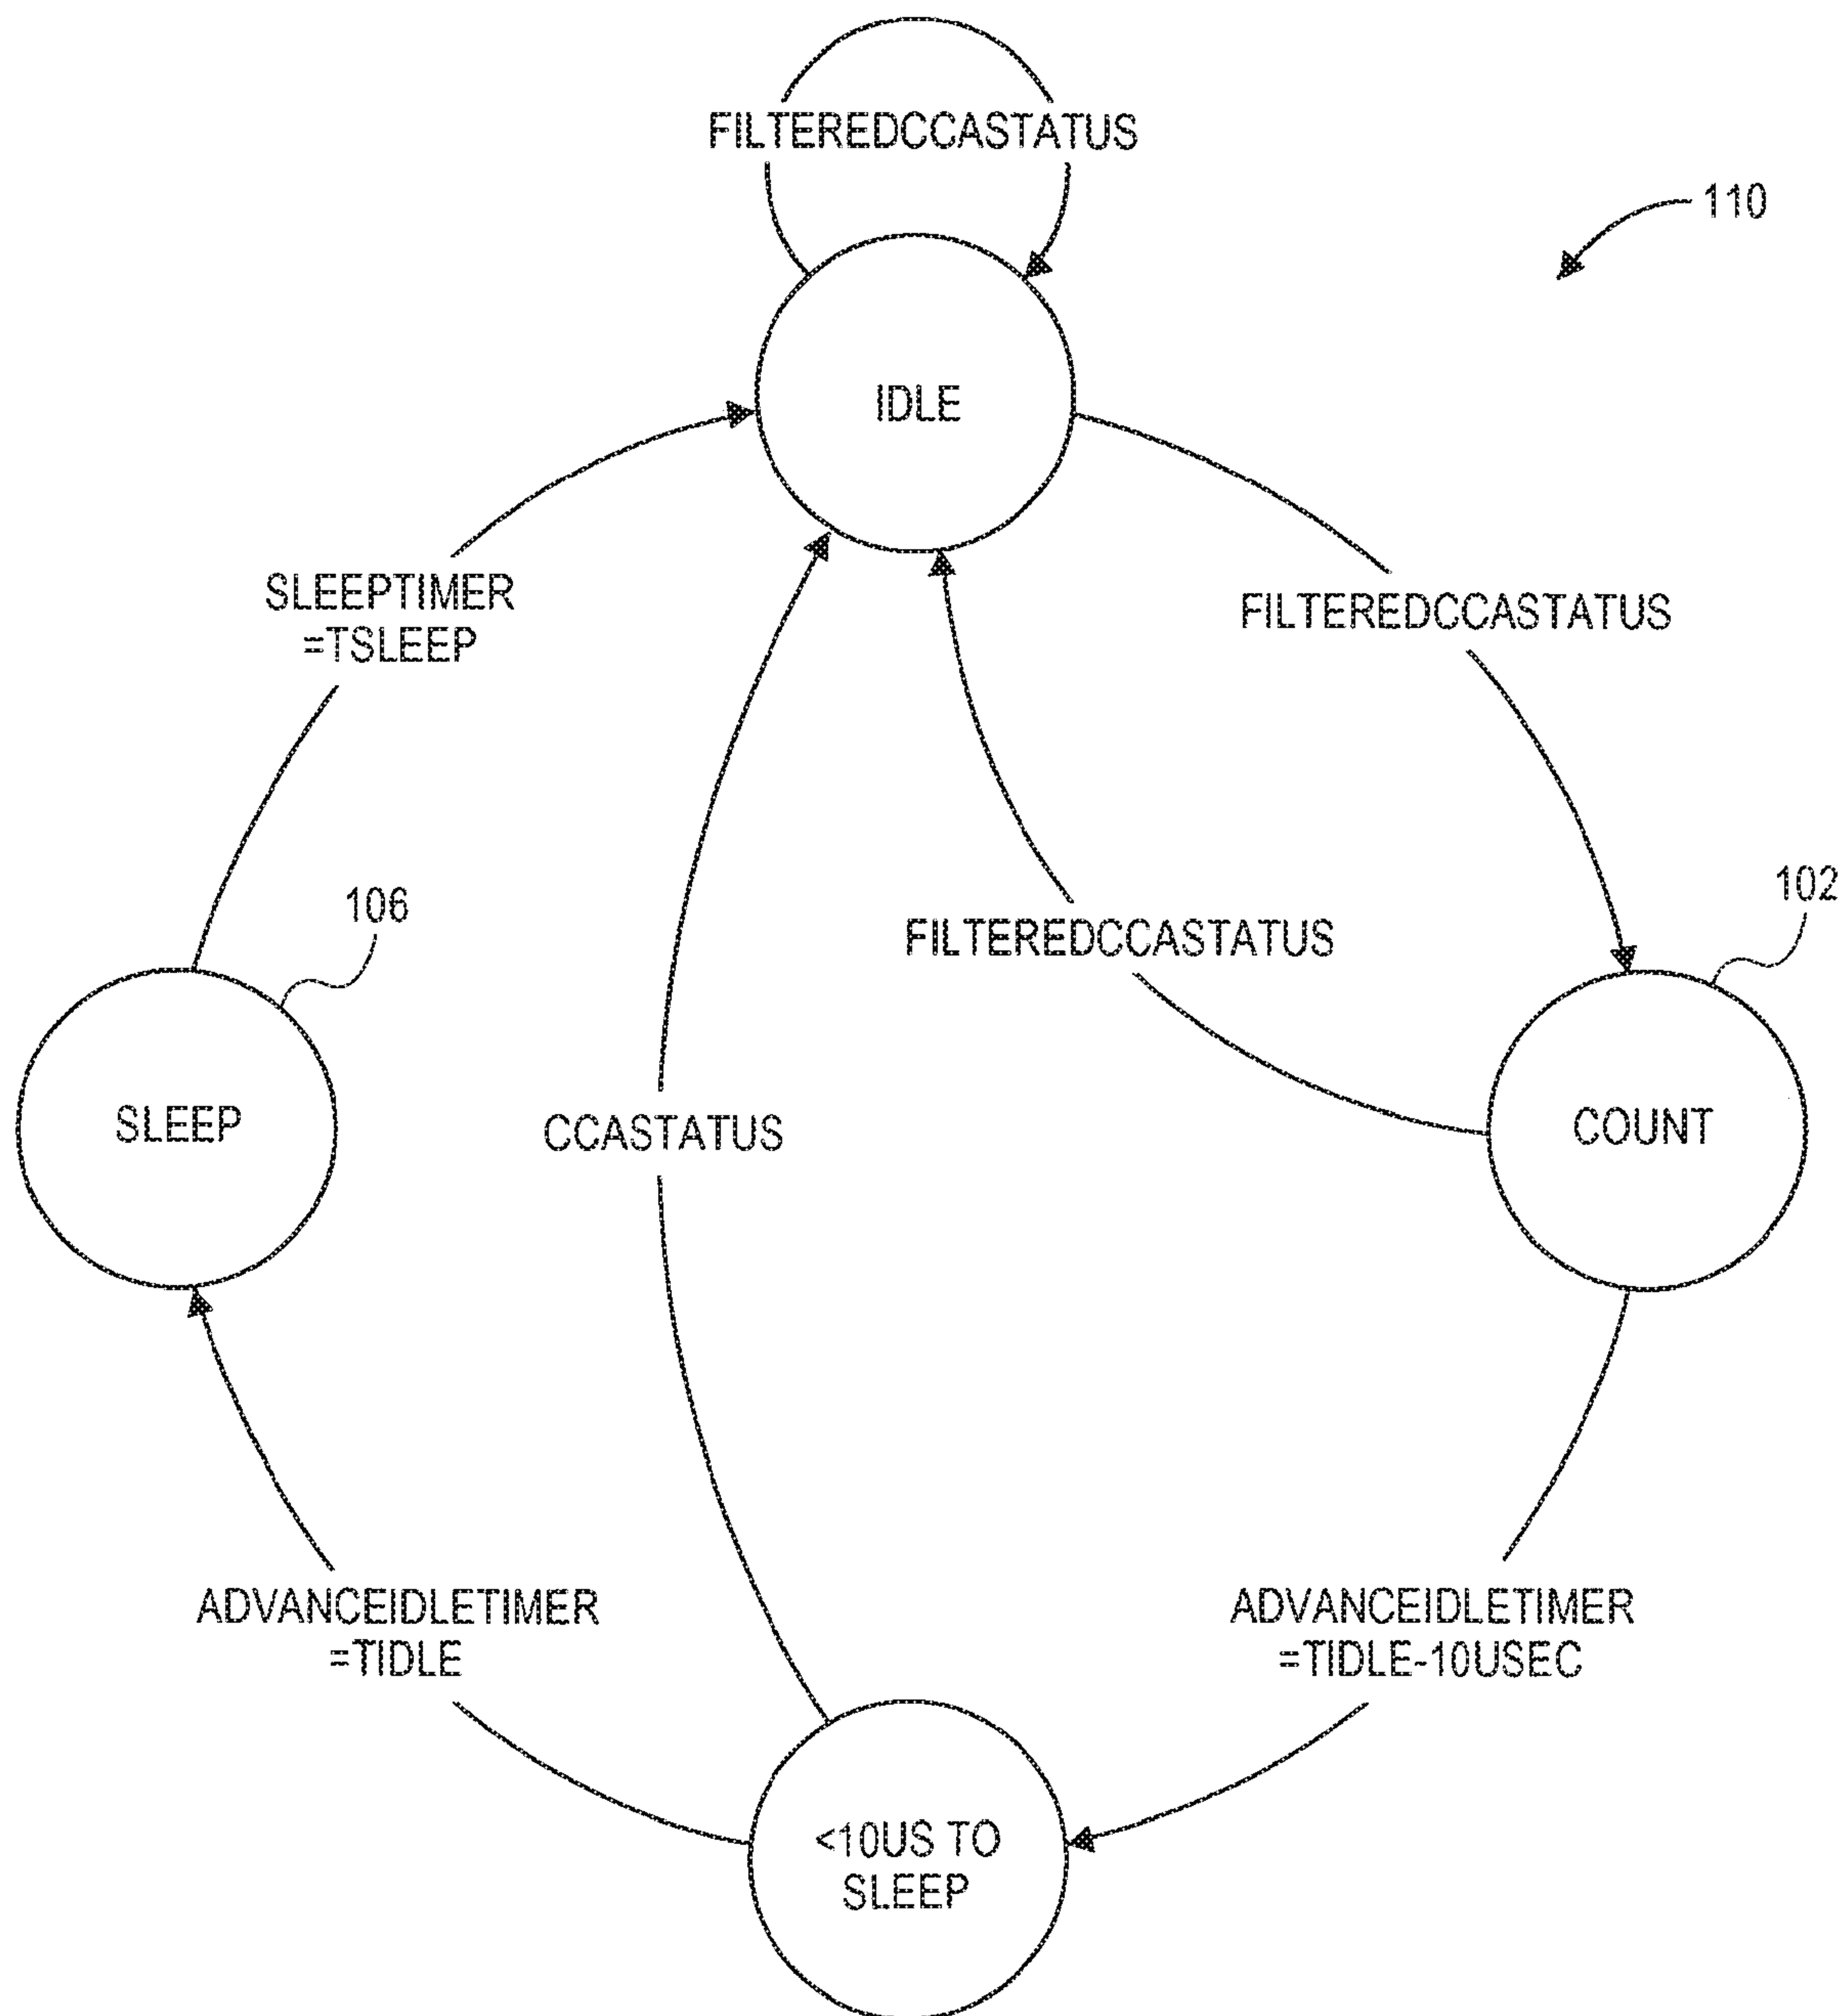 FILTEREDCCASTATUS
110
IDLE
SLEEPTIMER
=TSLEEP
FILTEREDCCASTATUS
106
102
FILTEREDCCASTATUS
SLEEP
CCASTATUS
COUNT
ADVANCEIDLETIMER
=TIDLE
ADVANCEIDLETIMER
=TIDLE-10USEC
<10US TO
SLEEP